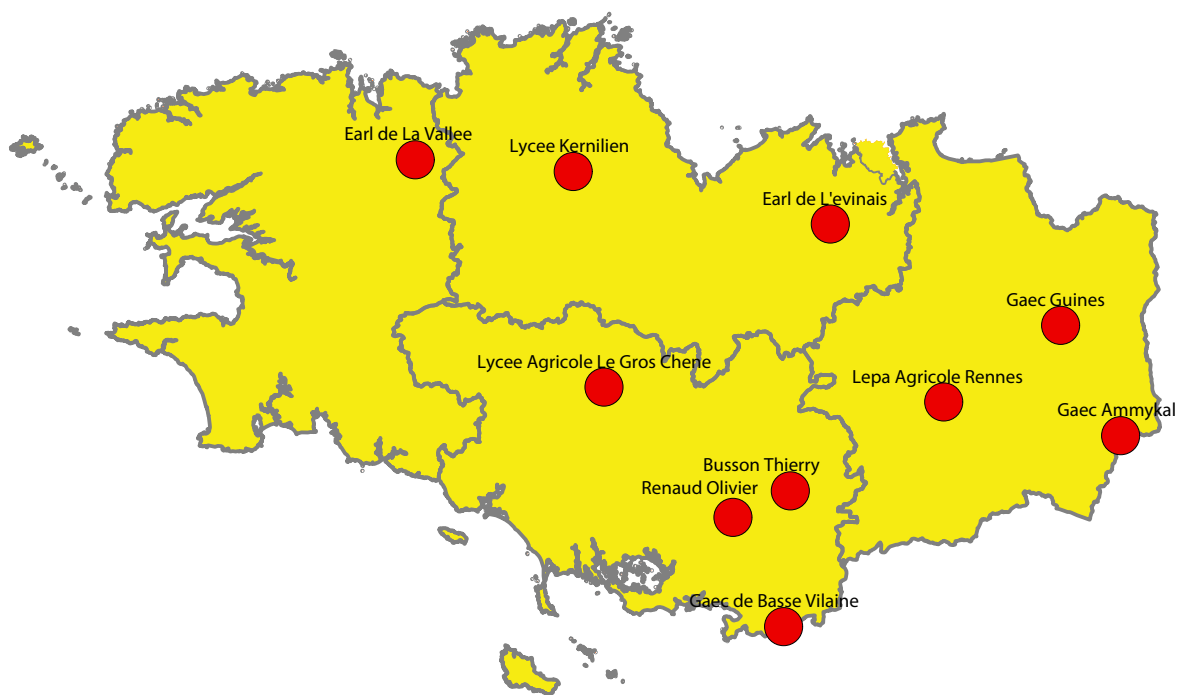 Earl de La Vallee
Lycee Kernilien
Earl de L'evinais
Gaec Guines
Lycee Agricole Le Gros Chene
Lepa Agricole Rennes
Gaec Ammykal
Busson Thierry
Renaud Olivier
Gaec de Basse Vilaine